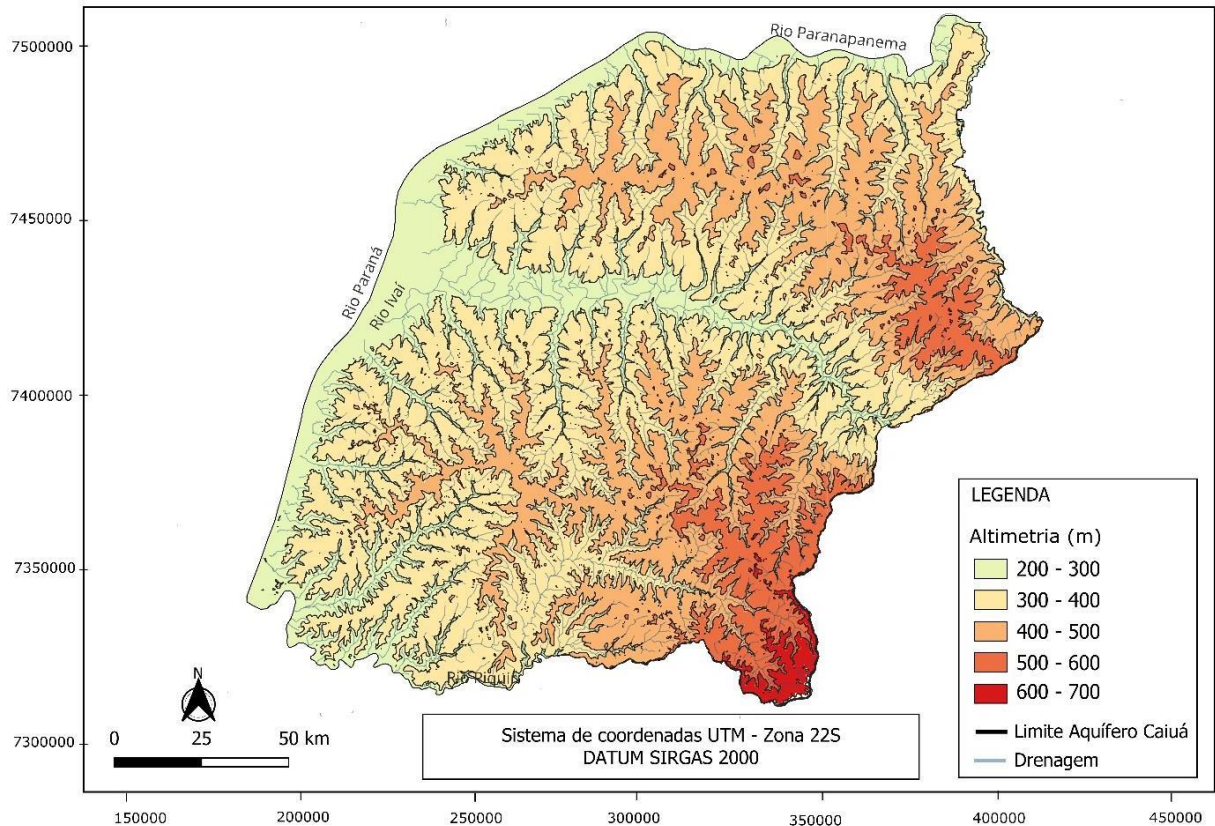 7500000
7450000
7400000
7350000
7300000
Rio Paranapanema
Rio Paraná
Rio Ivaí
Rio Piquiri
LEGENDA
Altimetria (m)
200 - 300
300 - 400
400 - 500
500 - 600
600 - 700
Limite Aquífero Caiuá
Drenagem
N
0 25 50 km
Sistema de coordenadas UTM - Zona 22S
DATUM SIRGAS 2000
150000 200000 250000 300000 350000 400000 450000